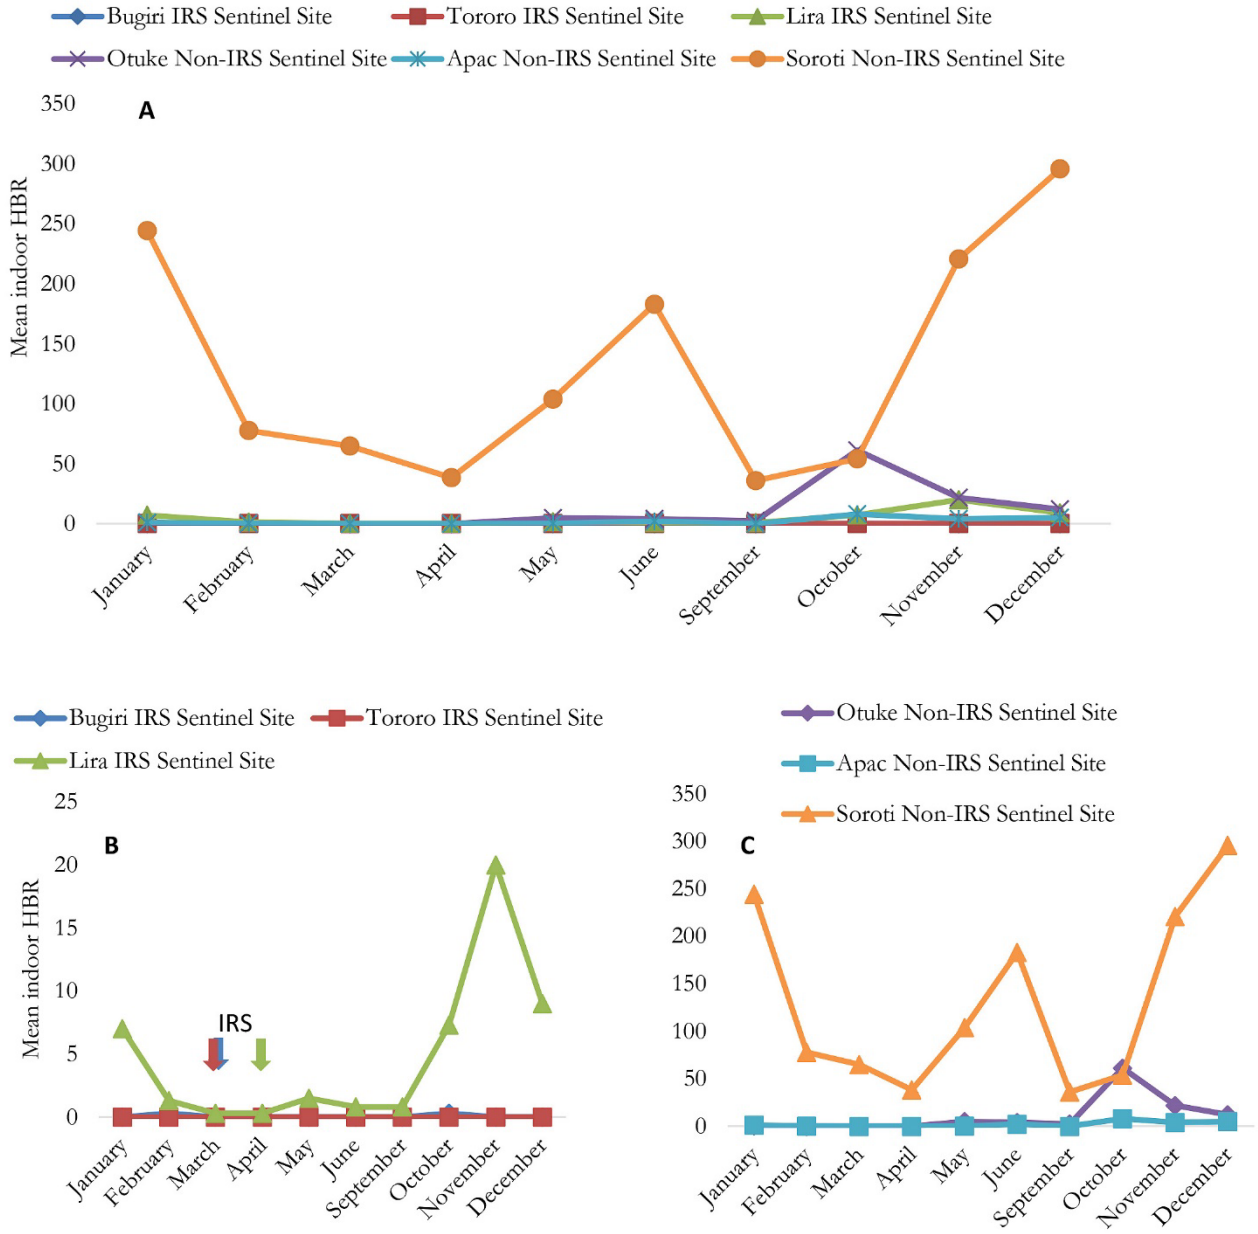 Bugiri IRS Sentinel Site Tororo IRS Sentinel Site Lira IRS Sentinel Site
Otuke Non-IRS Sentinel Site Apac Non-IRS Sentinel Site Soroti Non-IRS Sentinel Site
A
Mean indoor HBR
350
300
250
200
150
100
50
0
January February March April May June September October November December
Bugiri IRS Sentinel Site Tororo IRS Sentinel Site
Lira IRS Sentinel Site
B
Mean indoor HBR
25
20
15
10
5
0
IRS
January February March April May June September October November December
Otuke Non-IRS Sentinel Site
Apac Non-IRS Sentinel Site
Soroti Non-IRS Sentinel Site
C
350
300
250
200
150
100
50
0
January February March April May June September October November December